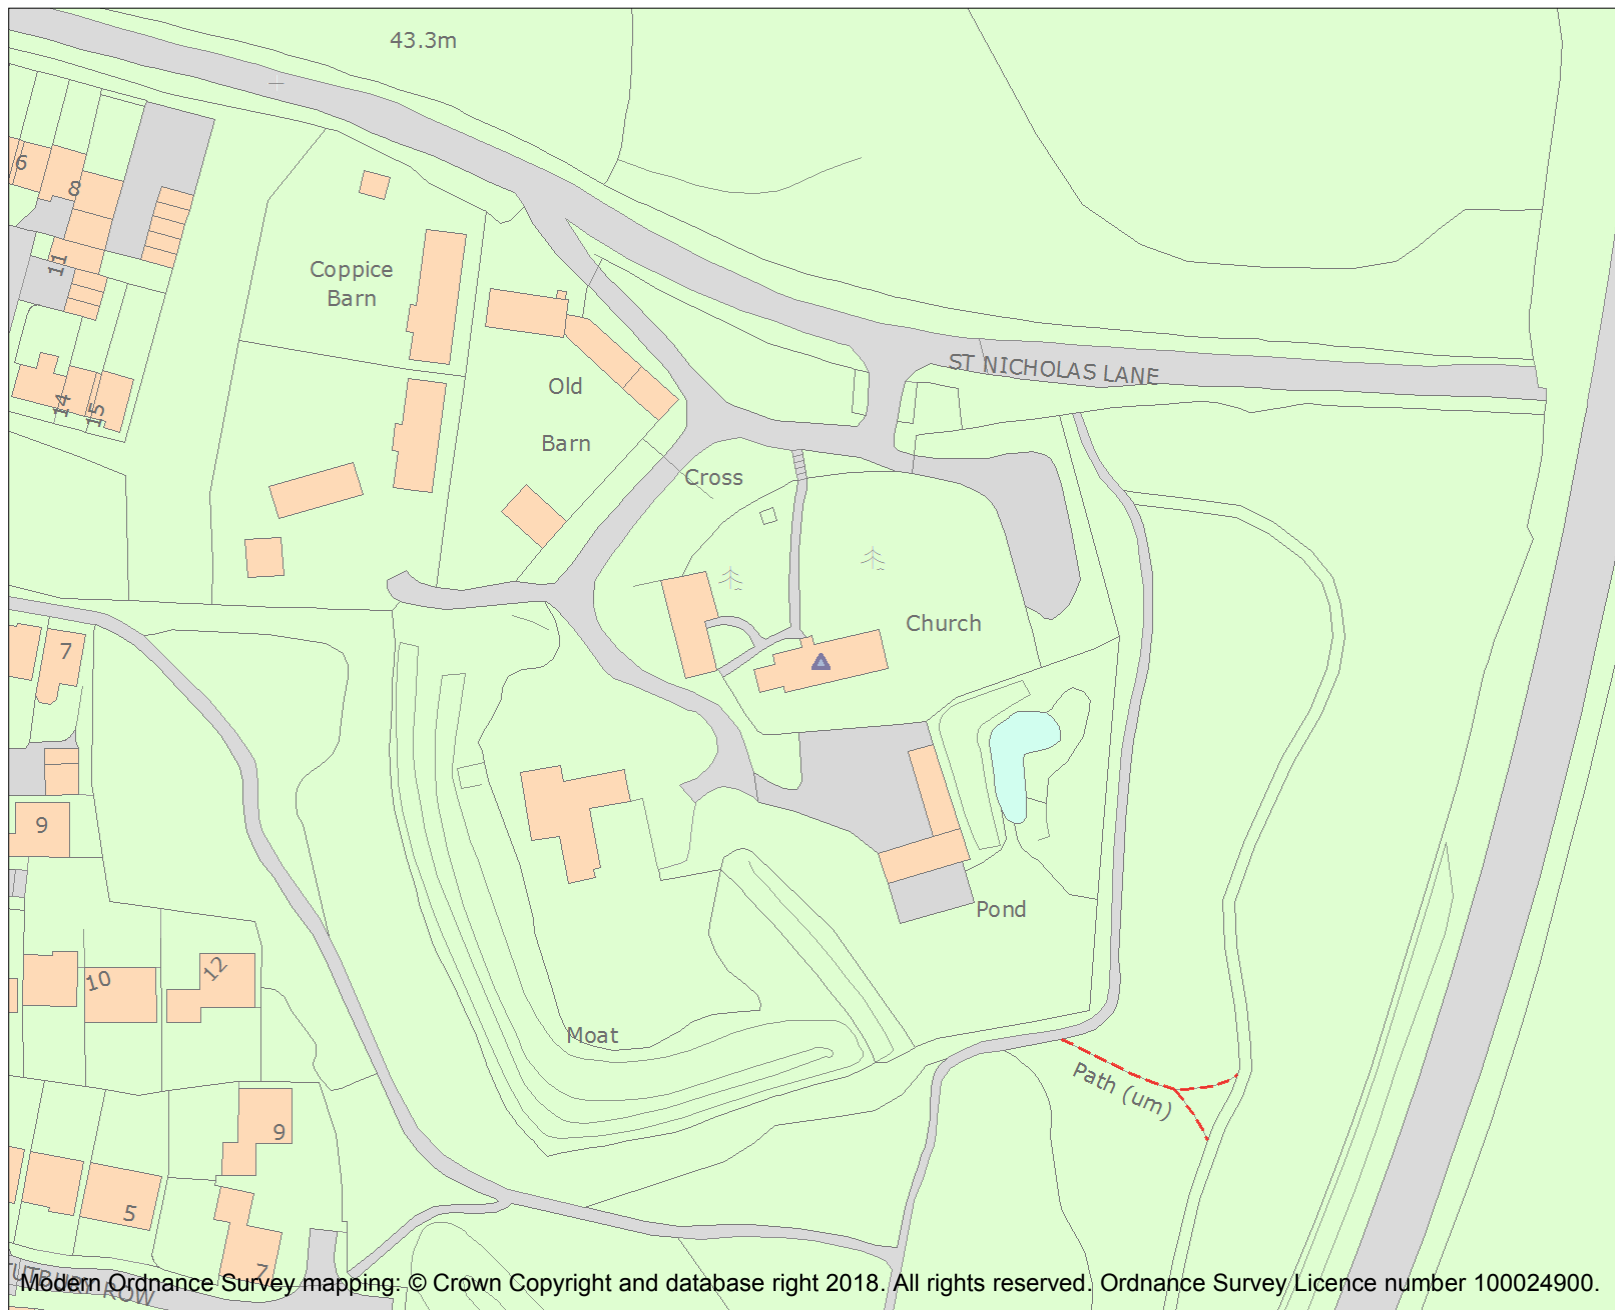 43.3m
6
8
11
Coppice
Barn
ST NICHOLAS LANE
Old
Barn
14
15
Cross
Church
7
9
Pond
10
12
Moat
Path (um)
9
5
7
TUTBURY ROW
Modern Ordnance Survey mapping: © Crown Copyright and database right 2018. All rights reserved. Ordnance Survey Licence number 100024900.